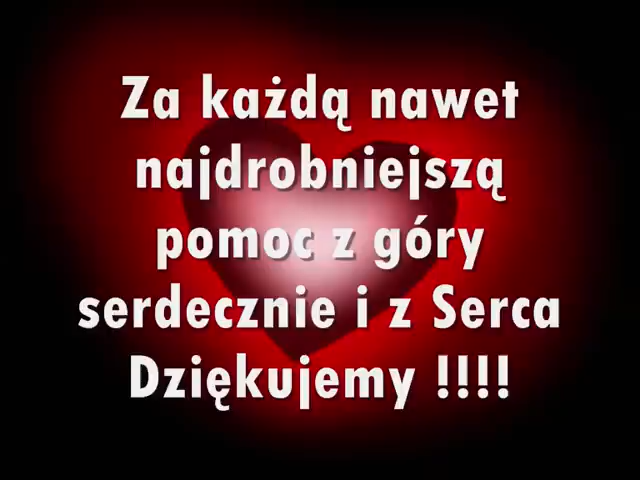 Za każdą nawet
najdrobniejszą
pomoc z góry
serdecznie i z Serca
Dziękujemy !!!!